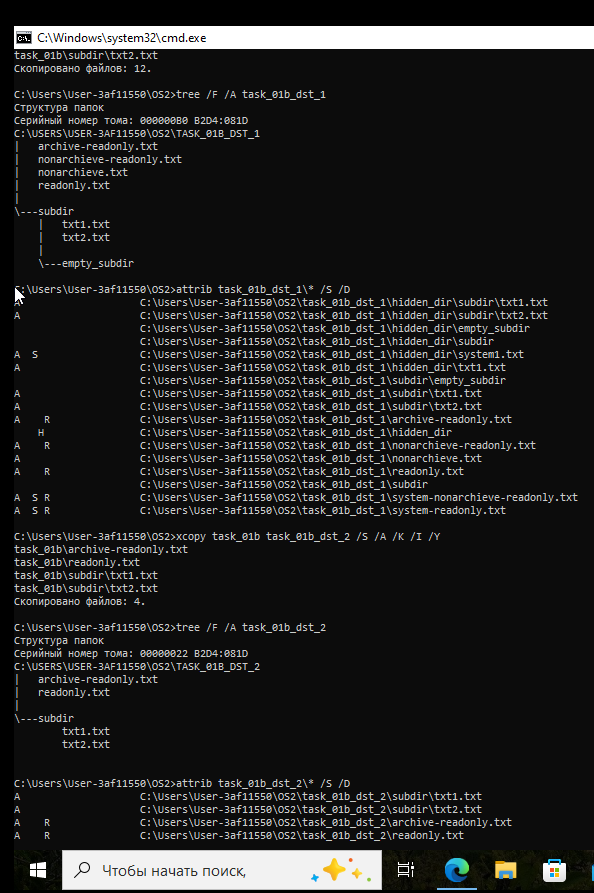 C:\Windows\system32\cmd.exe
task_01b\subdir\txt2.txt
Скопировано файлов: 12.
C:\Users\User-3af11550\OS2>tree /F /A task_01b_dst_1
Структура папок
Серийный номер тома: 000000B0 B2D4:081D
C:\USERS\USER-3AF11550\OS2\TASK_01B_DST_1
|   archive-readonly.txt
|   nonarchieve-readonly.txt
|   nonarchieve.txt
|   readonly.txt
|
\---subdir
    |   txt1.txt
    |   txt2.txt
    |
    \---empty_subdir
C:\Users\User-3af11550\OS2>attrib task_01b_dst_1\* /S /D
A                    C:\Users\User-3af11550\OS2\task_01b_dst_1\hidden_dir\subdir\txt1.txt
A                    C:\Users\User-3af11550\OS2\task_01b_dst_1\hidden_dir\subdir\txt2.txt
                     C:\Users\User-3af11550\OS2\task_01b_dst_1\hidden_dir\empty_subdir
                     C:\Users\User-3af11550\OS2\task_01b_dst_1\hidden_dir\subdir
A  S                 C:\Users\User-3af11550\OS2\task_01b_dst_1\hidden_dir\system1.txt
A                    C:\Users\User-3af11550\OS2\task_01b_dst_1\hidden_dir\txt1.txt
                     C:\Users\User-3af11550\OS2\task_01b_dst_1\subdir\empty_subdir
A                    C:\Users\User-3af11550\OS2\task_01b_dst_1\subdir\txt1.txt
A                    C:\Users\User-3af11550\OS2\task_01b_dst_1\subdir\txt2.txt
A    R               C:\Users\User-3af11550\OS2\task_01b_dst_1\archive-readonly.txt
    H                C:\Users\User-3af11550\OS2\task_01b_dst_1\hidden_dir
A    R               C:\Users\User-3af11550\OS2\task_01b_dst_1\nonarchieve-readonly.txt
A                    C:\Users\User-3af11550\OS2\task_01b_dst_1\nonarchieve.txt
A    R               C:\Users\User-3af11550\OS2\task_01b_dst_1\readonly.txt
                     C:\Users\User-3af11550\OS2\task_01b_dst_1\subdir
A  S R               C:\Users\User-3af11550\OS2\task_01b_dst_1\system-nonarchieve-readonly.txt
A  S R               C:\Users\User-3af11550\OS2\task_01b_dst_1\system-readonly.txt
C:\Users\User-3af11550\OS2>xcopy task_01b task_01b_dst_2 /S /A /K /I /Y
task_01b\archive-readonly.txt
task_01b\readonly.txt
task_01b\subdir\txt1.txt
task_01b\subdir\txt2.txt
Скопировано файлов: 4.
C:\Users\User-3af11550\OS2>tree /F /A task_01b_dst_2
Структура папок
Серийный номер тома: 00000022 B2D4:081D
C:\USERS\USER-3AF11550\OS2\TASK_01B_DST_2
|   archive-readonly.txt
|   readonly.txt
|
\---subdir
        txt1.txt
        txt2.txt
C:\Users\User-3af11550\OS2>attrib task_01b_dst_2\* /S /D
A                    C:\Users\User-3af11550\OS2\task_01b_dst_2\subdir\txt1.txt
A                    C:\Users\User-3af11550\OS2\task_01b_dst_2\subdir\txt2.txt
A    R               C:\Users\User-3af11550\OS2\task_01b_dst_2\archive-readonly.txt
A    R               C:\Users\User-3af11550\OS2\task_01b_dst_2\readonly.txt
Чтобы начать поиск,